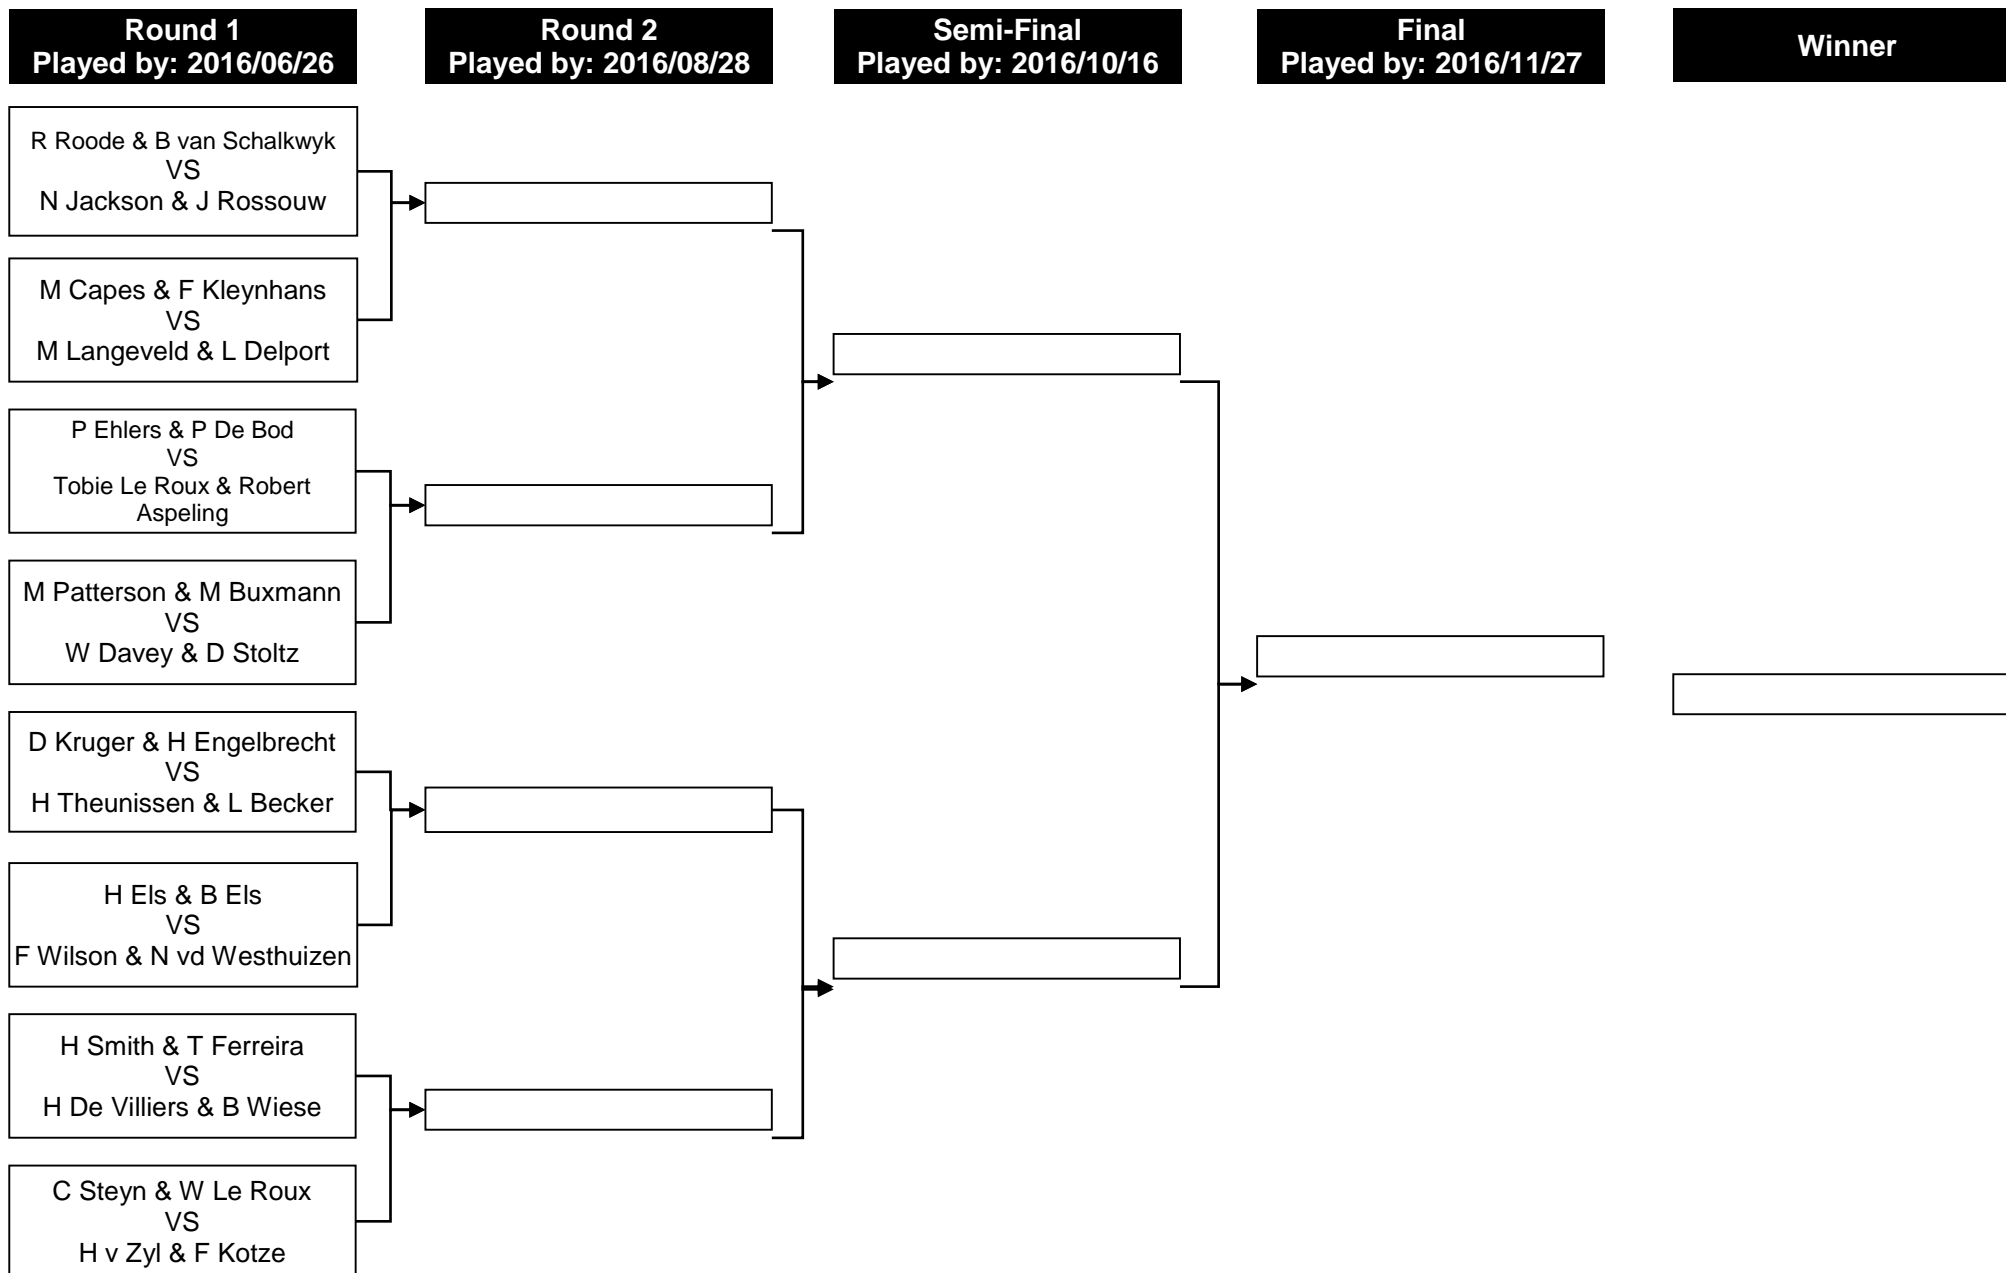 Round 1
Played by: 2016/06/26
Round 2
Played by: 2016/08/28
Semi-Final
Played by: 2016/10/16
Final
Played by: 2016/11/27
Winner
R Roode & B van Schalkwyk
VS
N Jackson & J Rossouw
M Capes & F Kleynhans
VS
M Langeveld & L Delport
P Ehlers & P De Bod
VS
Tobie Le Roux & Robert
Aspeling
M Patterson & M Buxmann
VS
W Davey & D Stoltz
D Kruger & H Engelbrecht
VS
H Theunissen & L Becker
H Els & B Els
VS
F Wilson & N vd Westhuizen
H Smith & T Ferreira
VS
H De Villiers & B Wiese
C Steyn & W Le Roux
VS
H v Zyl & F Kotze